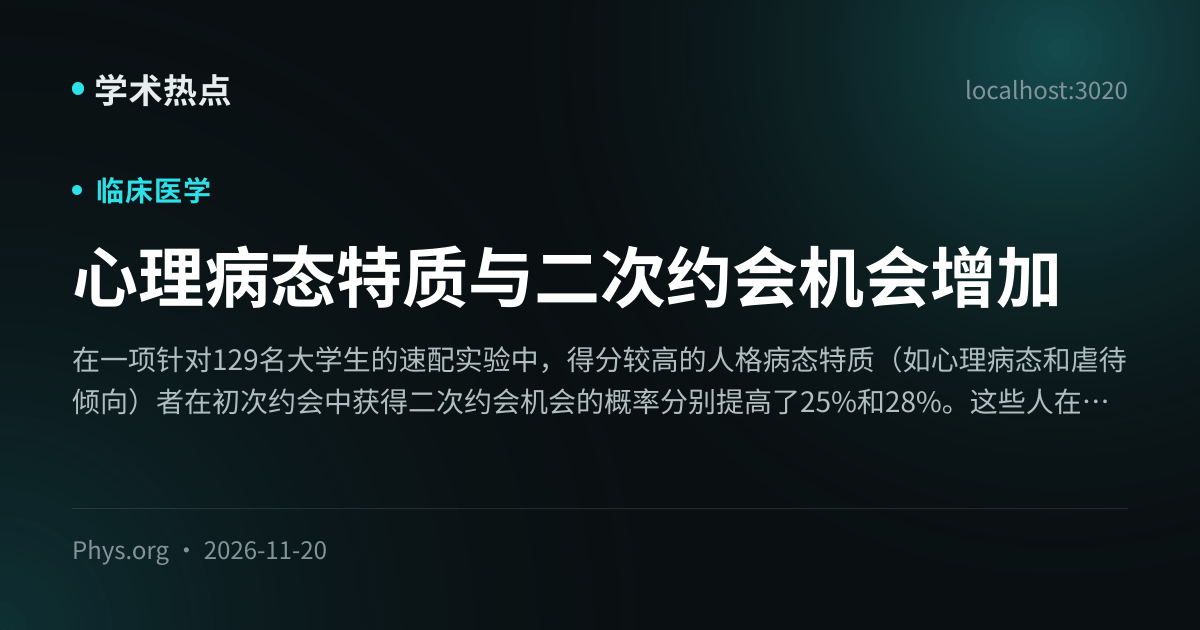 学术热点
localhost:3020
临床医学
心理病态特质与二次约会机会增加
在一项针对129名大学生的速配实验中，得分较高的人格病态特质（如心理病态和虐待
倾向）者在初次约会中获得二次约会机会的概率分别提高了25%和28%。这些人在…
Phys.org • 2026-11-20